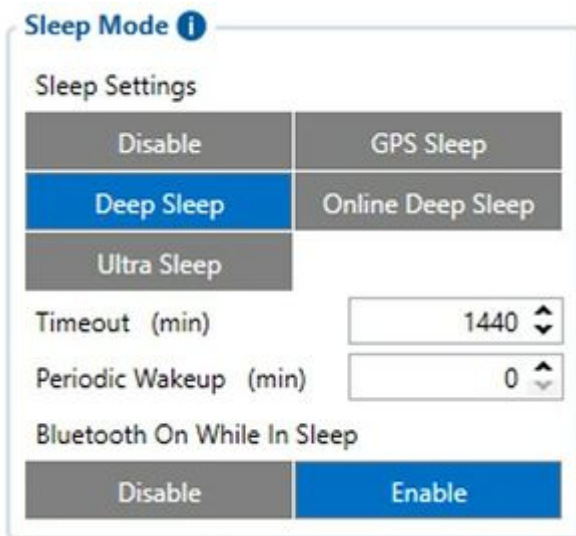 Sleep Mode i
Sleep Settings
Disable GPS Sleep
Deep Sleep Online Deep Sleep
Ultra Sleep
Timeout (min) 1440
Periodic Wakeup (min) 0
Bluetooth On While In Sleep
Disable Enable